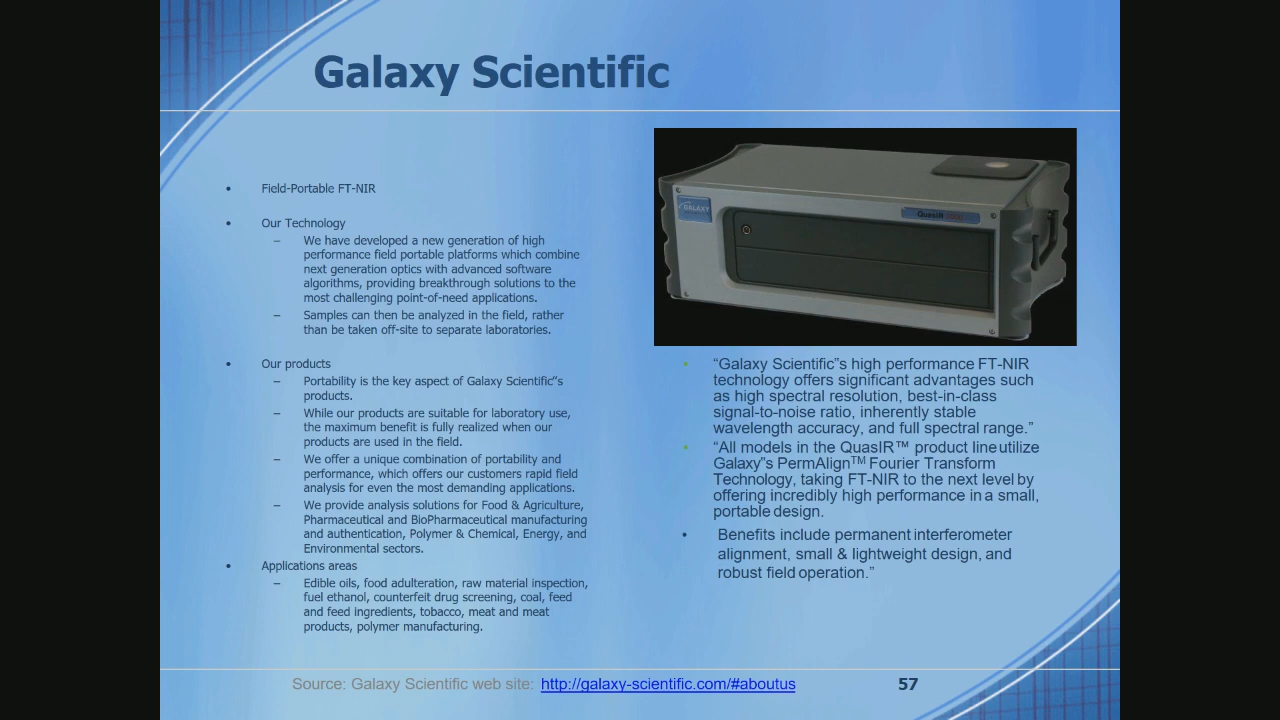 Galaxy Scientific
• Field-Portable FT-NIR
• Our Technology
– We have developed a new generation of high
performance field portable platforms which combine
next generation optics with advanced software
algorithms, providing breakthrough solutions to the
most challenging point-of-need applications.
– Samples can then be analyzed in the field, rather
than be taken off-site to separate laboratories.
• Our products
– Portability is the key aspect of Galaxy Scientific"s
products.
– While our products are suitable for laboratory use,
the maximum benefit is fully realized when our
products are used in the field.
– We offer a unique combination of portability and
performance, which offers our customers rapid field
analysis for even the most demanding applications.
– We provide analysis solutions for Food & Agriculture,
Pharmaceutical and BioPharmaceutical manufacturing
and authentication, Polymer & Chemical, Energy, and
Environmental sectors.
• Applications areas
– Edible oils, food adulteration, raw material inspection,
fuel ethanol, counterfeit drug screening, coal, feed
and feed ingredients, tobacco, meat and meat
products, polymer manufacturing.
GALAXY
QuasIR
• “Galaxy Scientific‟s high performance FT-NIR
technology offers significant advantages such
as high spectral resolution, best-in-class
signal-to-noise ratio, inherently stable
wavelength accuracy, and full spectral range.”
• “All models in the QuasIR™ product line utilize
Galaxy‟s PermAlign™ Fourier Transform
Technology, taking FT-NIR to the next level by
offering incredibly high performance in a small,
portable design.
• Benefits include permanent interferometer
alignment, small & lightweight design, and
robust field operation.”
Source: Galaxy Scientific web site: http://galaxy-scientific.com/#aboutus
57